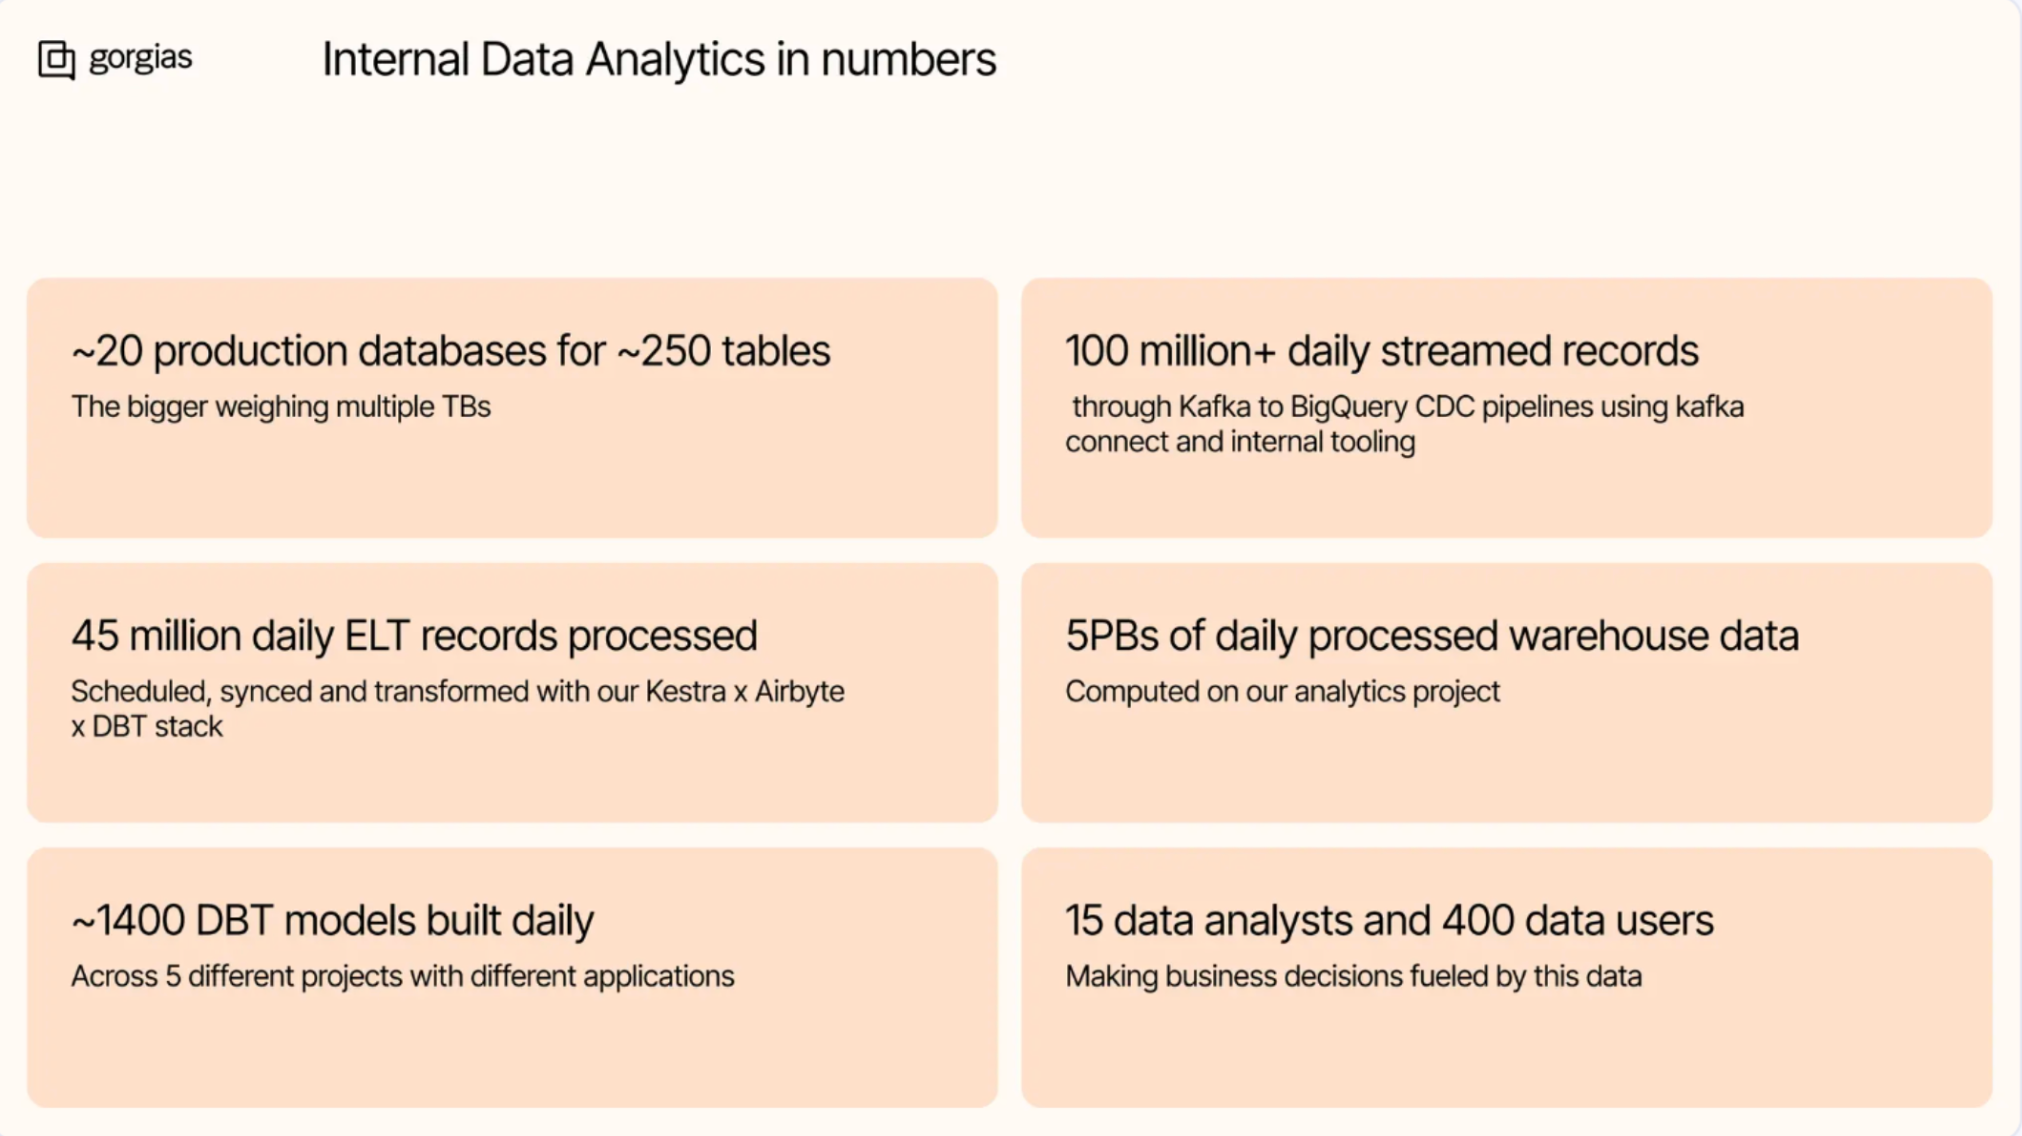 gorgias
Internal Data Analytics in numbers
~20 production databases for ~250 tables
The bigger weighing multiple TBs
100 million+ daily streamed records
through Kafka to BigQuery CDC pipelines using kafka
connect and internal tooling
45 million daily ELT records processed
Scheduled, synced and transformed with our Kestra x Airbyte
x DBT stack
5PBs of daily processed warehouse data
Computed on our analytics project
~1400 DBT models built daily
Across 5 different projects with different applications
15 data analysts and 400 data users
Making business decisions fueled by this data